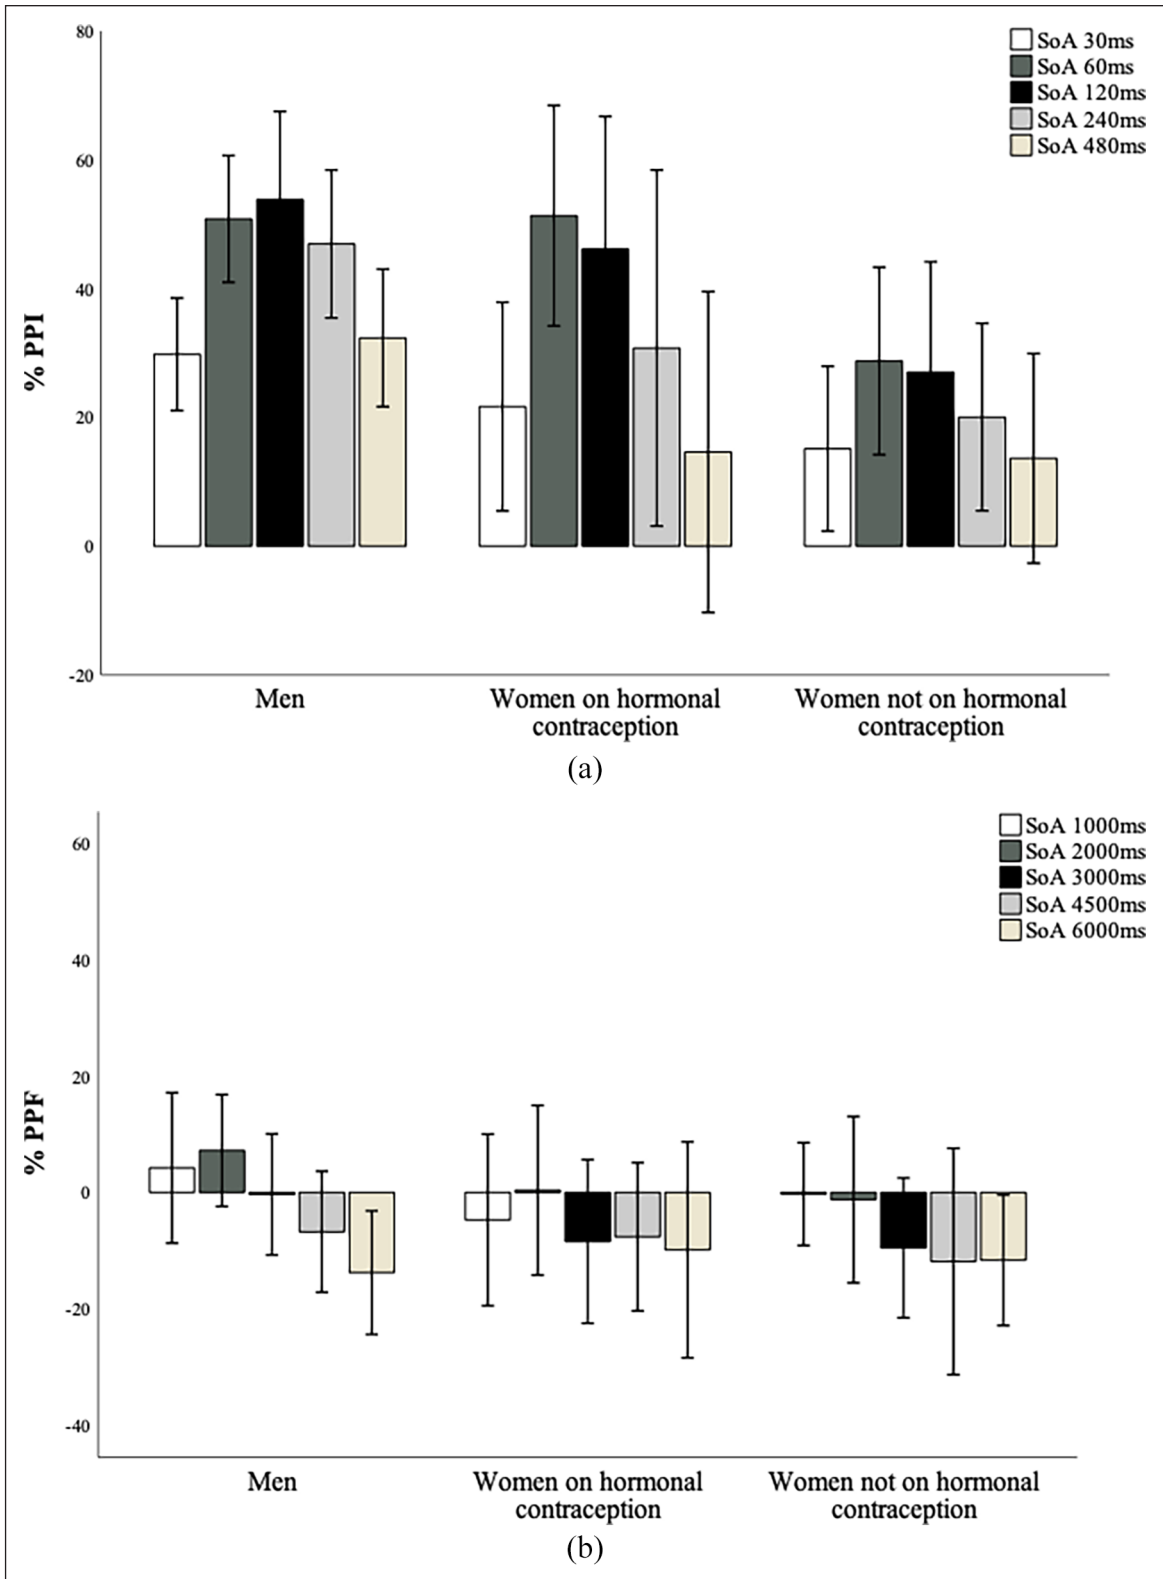 80
60
40
20
0
-20
% PPI
SoA 30ms
SoA 60ms
SoA 120ms
SoA 240ms
SoA 480ms
Men
Women on hormonal
contraception
Women not on hormonal
contraception
(a)
60
40
20
0
-20
-40
% PPF
SoA 1000ms
SoA 2000ms
SoA 3000ms
SoA 4500ms
SoA 6000ms
Men
Women on hormonal
contraception
Women not on hormonal
contraception
(b)